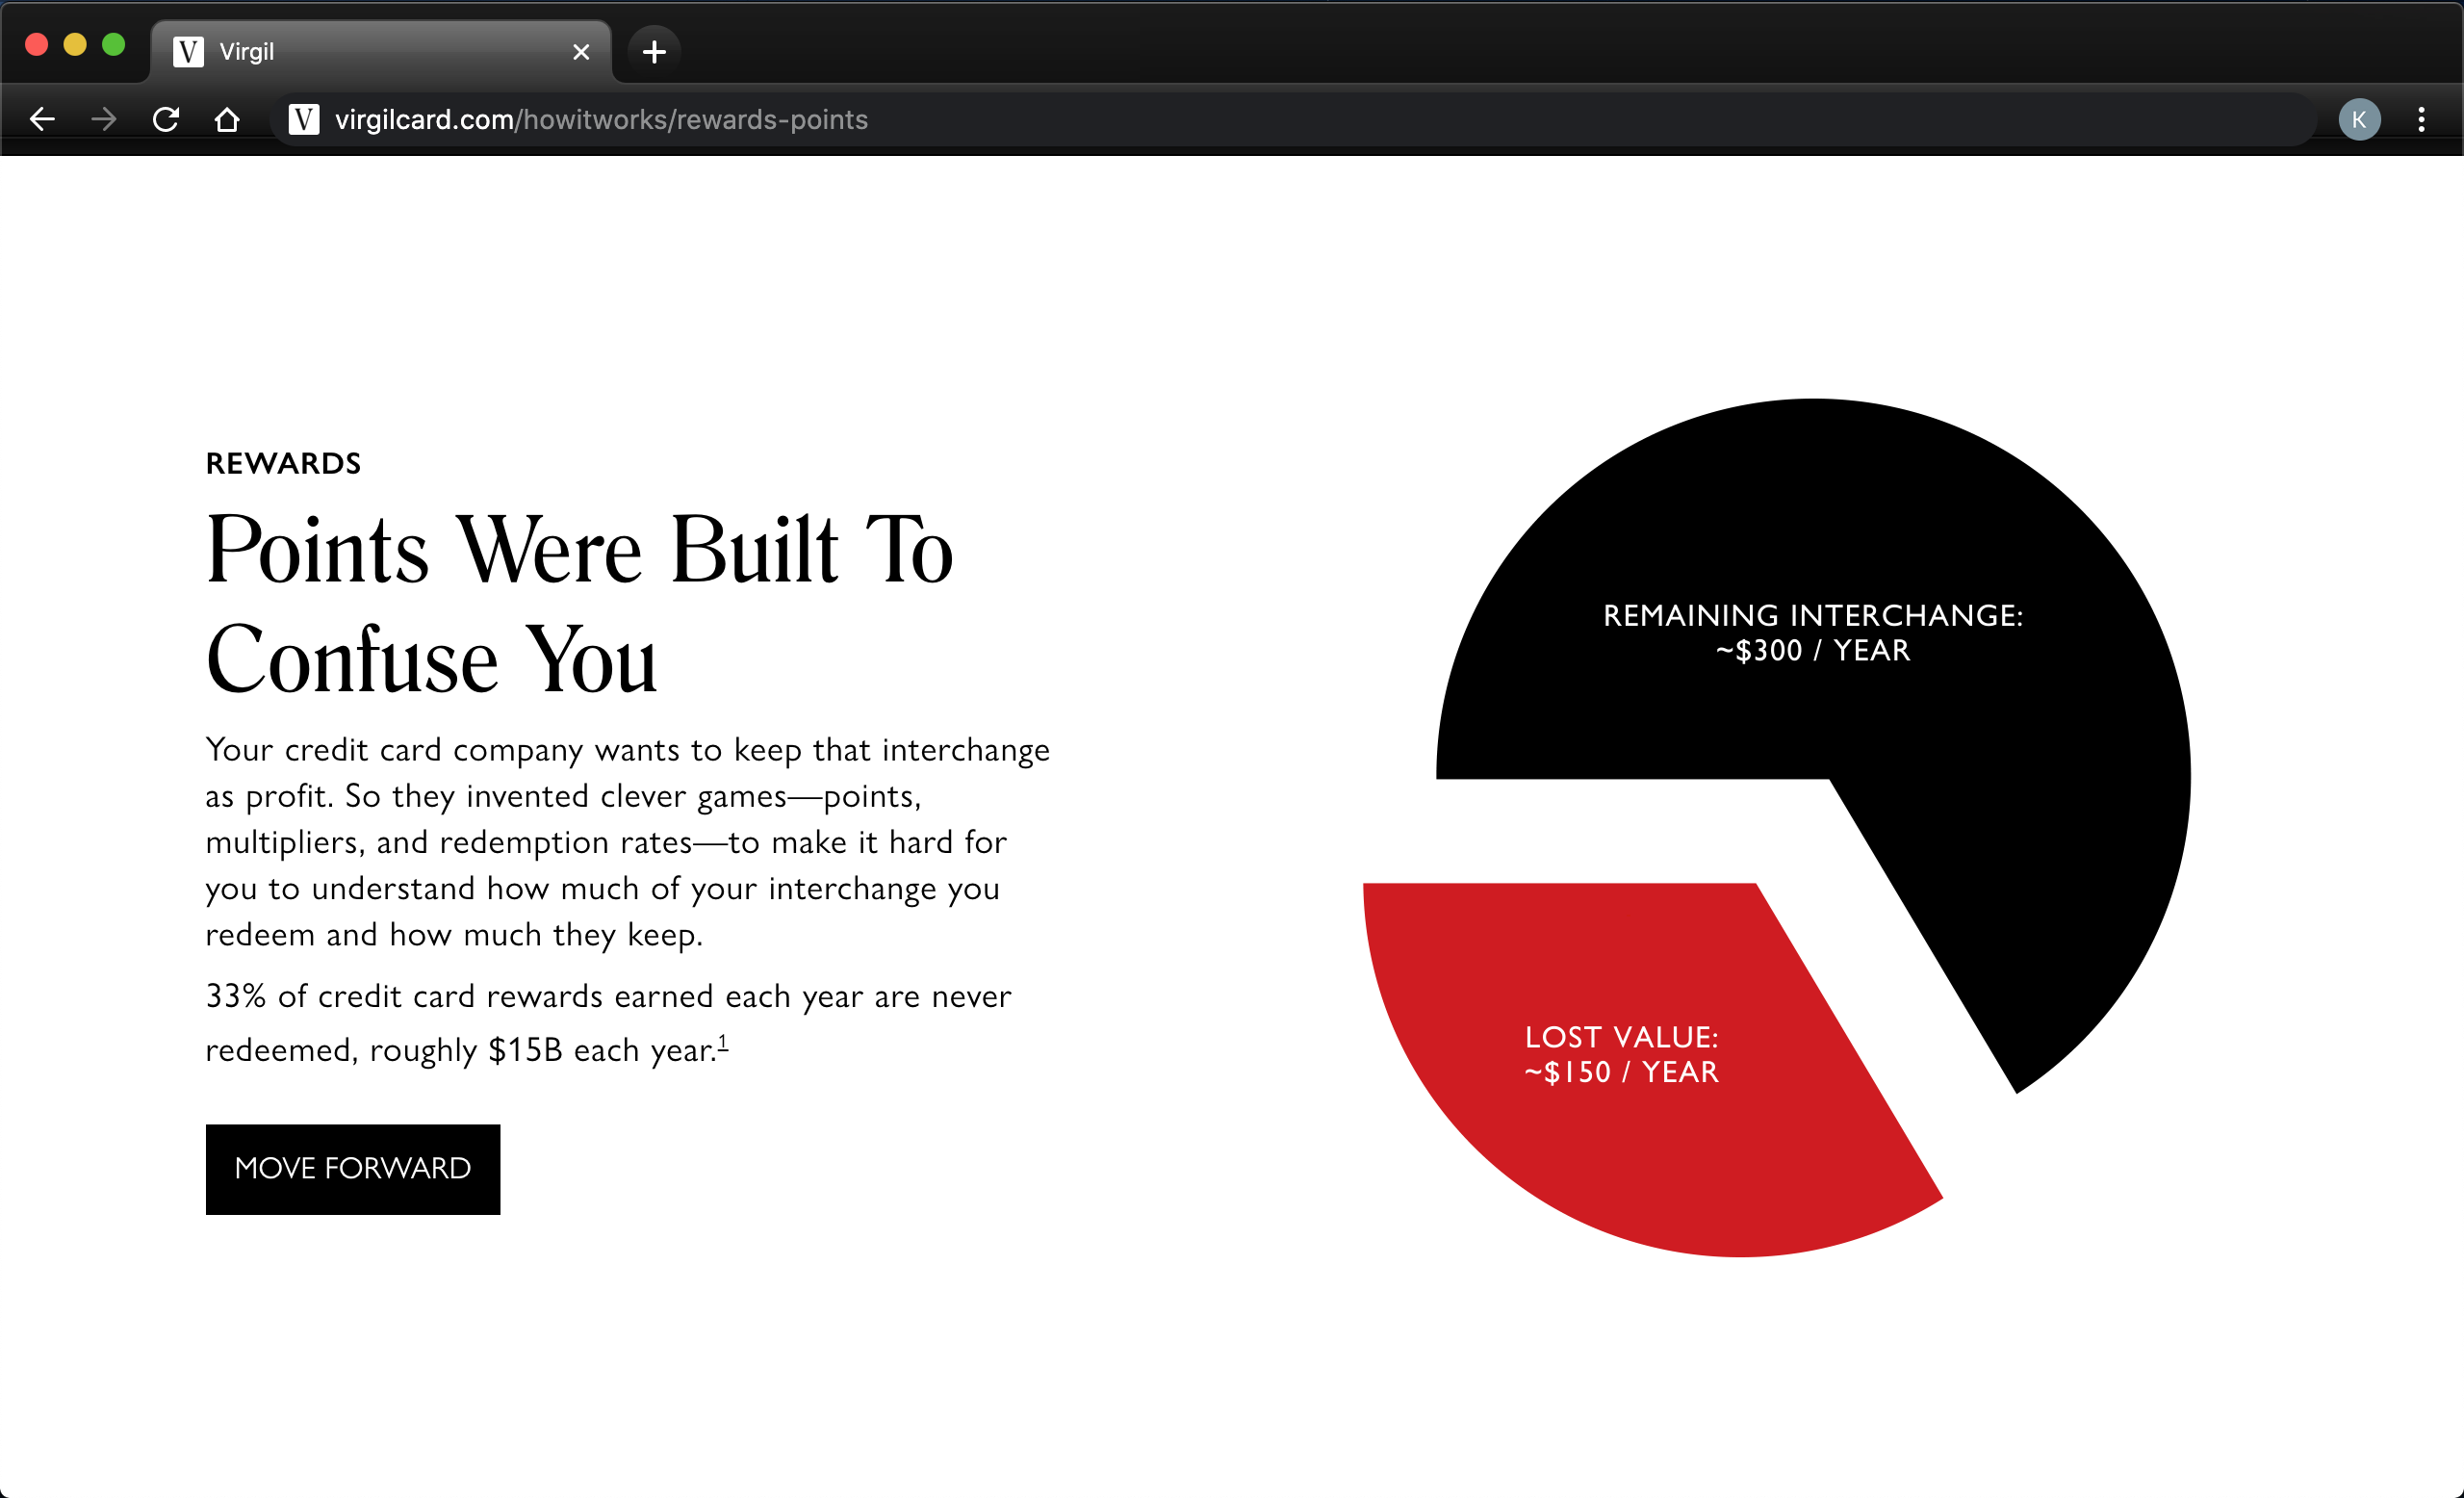 V Virgil
V virgilcard.com/howitworks/rewards-points
K
REWARDS
Points Were Built To
Confuse You
Your credit card company wants to keep that interchange
as profit. So they invented clever games—points,
multipliers, and redemption rates—to make it hard for
you to understand how much of your interchange you
redeem and how much they keep.
33% of credit card rewards earned each year are never
redeemed, roughly $15B each year.1
MOVE FORWARD
REMAINING INTERCHANGE:
~$300 / YEAR
LOST VALUE:
~$150 / YEAR